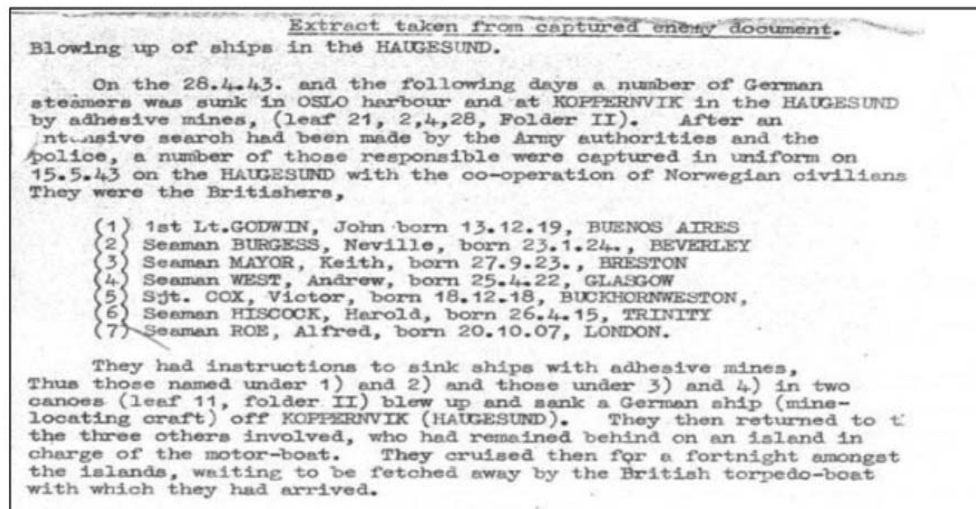 Extract taken from captured enemy document.
Blowing up of ships in the HAUGESUND.
On the 28.4.43. and the following days a number of German
steamers was sunk in OSLO harbour and at KOPPERNVIK in the HAUGESUND
by adhesive mines, (leaf 21, 2,4,28, Folder II). After an
intensive search had been made by the Army authorities and the
police, a number of those responsible were captured in uniform on
15.5.43 on the HAUGESUND with the co-operation of Norwegian civilians
They were the Britishers,
(1) 1st Lt.GODWIN, John born 13.12.19, BUENOS AIRES
(2) Seaman BURGESS, Neville, born 23.1.24., BEVERLEY
(3) Seaman MAYOR, Keith, born 27.9.23., BRESTON
(4) Seaman WEST, Andrew, born 25.4.22, GLASGOW
(5) Sjt. COX, Victor, born 18.12.18, BUCKHORNWESTON,
(6) Seaman HISCOCK, Harold, born 26.4.15, TRINITY
(7) Seaman ROE, Alfred, born 20.10.07, LONDON.
They had instructions to sink ships with adhesive mines,
Thus those named under 1) and 2) and those under 3) and 4) in two
canoes (leaf 11, folder II) blew up and sank a German ship (mine-
locating craft) off KOPPERNVIK (HAUGESUND). They then returned to
the three others involved, who had remained behind on an island in
charge of the motor-boat. They cruised then for a fortnight amongst
the islands, waiting to be fetched away by the British torpedo-boat
with which they had arrived.